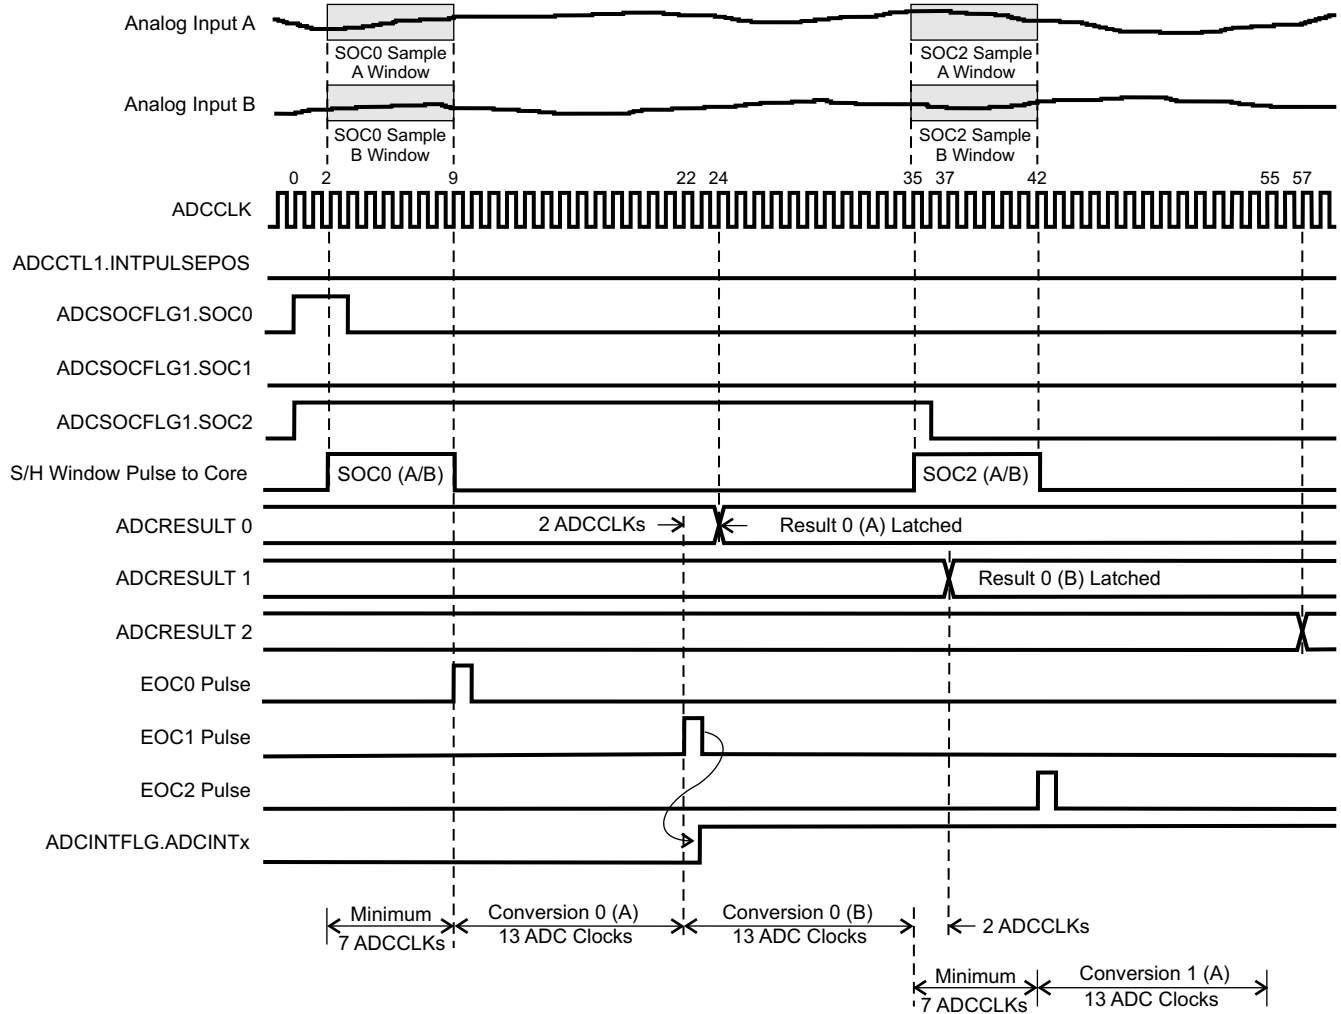 Analog Input A
SOC0 Sample
A Window
SOC2 Sample
A Window
Analog Input B
SOC0 Sample
B Window
SOC2 Sample
B Window
0 2 9 22 24 35 37 42 55 57
ADCCLK
ADCCTL1.INTPULSEPOS
ADCSOCFLG1.SOC0
ADCSOCFLG1.SOC1
ADCSOCFLG1.SOC2
S/H Window Pulse to Core SOC0 (A/B) SOC2 (A/B)
ADCRESULT 0 2 ADCCLKs Result 0 (A) Latched
ADCRESULT 1 Result 0 (B) Latched
ADCRESULT 2
EOC0 Pulse
EOC1 Pulse
EOC2 Pulse
ADCINTFLG.ADCINTx
Minimum
7 ADCCLKs
Conversion 0 (A)
13 ADC Clocks
Conversion 0 (B)
13 ADC Clocks
2 ADCCLKs
Minimum
7 ADCCLKs
Conversion 1 (A)
13 ADC Clocks